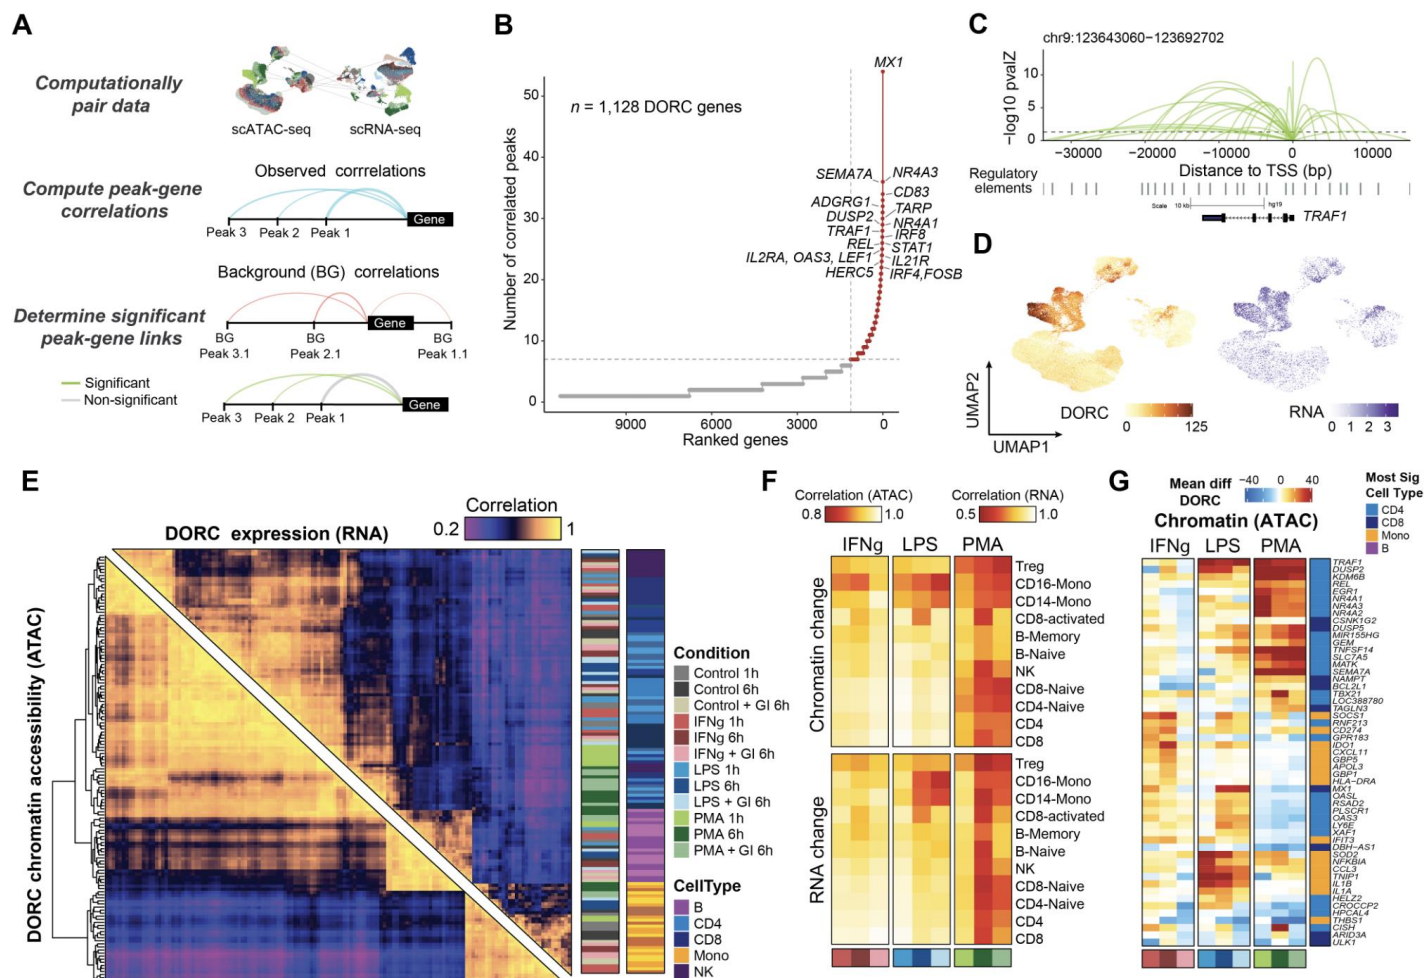 A
Computationally
pair data
scATAC-seq
scRNA-seq
Compute peak-gene
correlations
Observed corrrelations
Gene
Peak 3
Peak 2
Peak 1
Background (BG) correlations
Determine significant
peak-gene links
Gene
BG
Peak 3.1
BG
Peak 2.1
BG
Peak 1.1
Significant
Non-significant
Gene
Peak 3
Peak 2
Peak 1
B
n = 1,128 DORC genes
MX1
SEMA7A
NR4A3
CD83
ADGRG1
TARP
DUSP2
NR4A1
TRAF1
IRF8
REL
STAT1
IL2RA, OAS3, LEF1
IL21R
HERC5
IRF4,FOSB
Number of correlated peaks
50
40
30
20
10
0
9000
6000
3000
0
Ranked genes
C
chr9:123643060−123692702
−log10 pvalZ
10
5
0
−30000
−20000
−10000
0
10000
Distance to TSS (bp)
Regulatory
elements
Scale
10 kb
hg19
TRAF1
D
UMAP2
UMAP1
DORC
0
125
RNA
0 1 2 3
E
Correlation
0.2
1
DORC expression (RNA)
DORC chromatin accessibility (ATAC)
Condition
Control 1h
Control 6h
Control + GI 6h
IFNg 1h
IFNg 6h
IFNg + GI 6h
LPS 1h
LPS 6h
LPS + GI 6h
PMA 1h
PMA 6h
PMA + GI 6h
CellType
B
CD4
CD8
Mono
NK
F
Correlation (ATAC)
0.8
1.0
Correlation (RNA)
0.5
1.0
IFNg
LPS
PMA
Chromatin change
Treg
CD16-Mono
CD14-Mono
CD8-activated
B-Memory
B-Naive
NK
CD8-Naive
CD4-Naive
CD4
CD8
RNA change
Treg
CD16-Mono
CD14-Mono
CD8-activated
B-Memory
B-Naive
NK
CD8-Naive
CD4-Naive
CD4
CD8
G
Mean diff
DORC
−40
0
40
Most Sig
Cell Type
CD4
CD8
Mono
B
Chromatin (ATAC)
IFNg
LPS
PMA
TRAF1
DUSP2
KDM6B
REL
EGR1
NR4A1
NR4A3
NR4A2
CSNK1G2
DUSP5
MIR155HG
GEM
TNFSF14
SLC7A5
MATK
SEMA7A
NAMPT
BCL2L1
TBX21
LOC388780
TAGLN3
SOCS1
RNF213
CD274
GPR183
IDO1
CXCL11
GBP5
APOL3
GBP1
HLA−DRA
MX1
OASL
RSAD2
PLSCR1
OAS3
LY6E
XAF1
IFIT3
DBH−AS1
SOD2
NFKBIA
CCL3
TNIP1
IL1B
IL1A
HELZ2
CROCCP2
HPCAL4
THBS1
CISH
ARID3A
ULK1